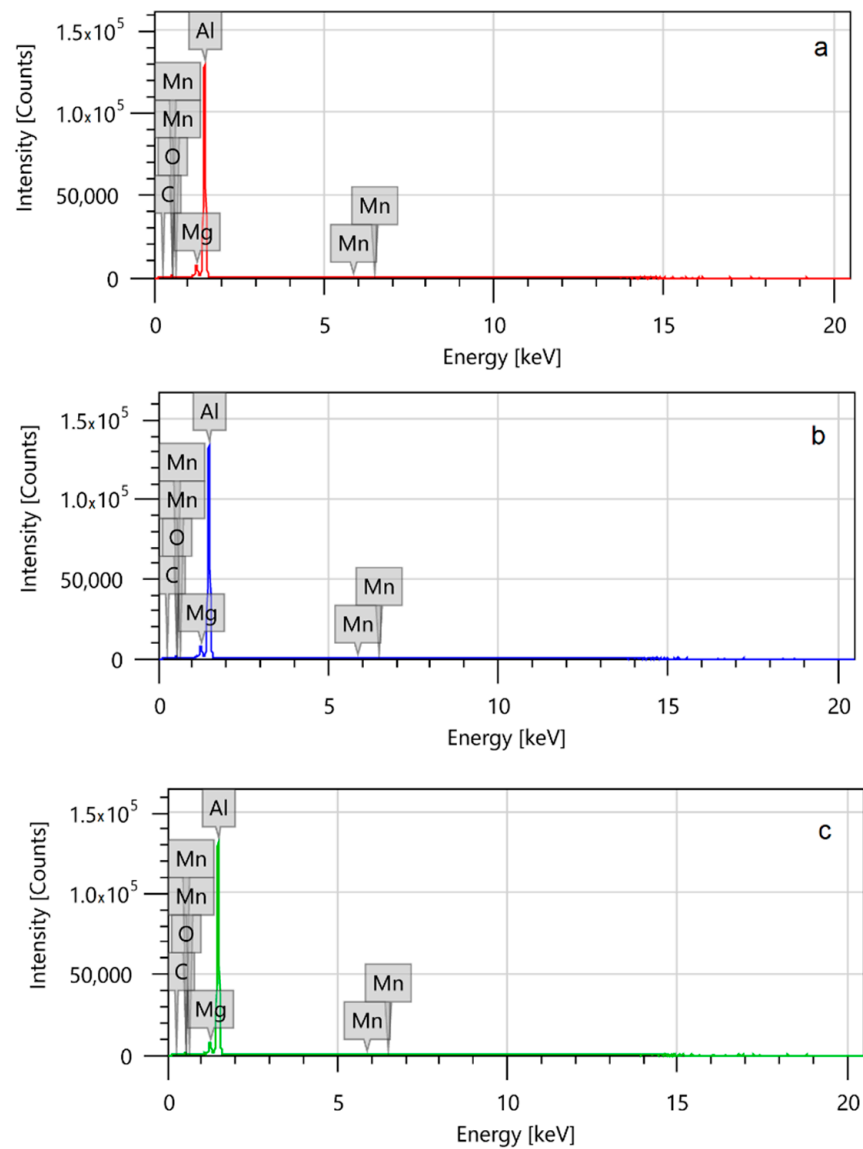 1.5x10⁵
Al
a
Mn
1.0x10⁵
Mn
O
50,000
C
Mn
Mg
Mn
0
0 5 10 15 20
Intensity [Counts]
Energy [keV]
1.5x10⁵
Al
b
Mn
1.0x10⁵
Mn
O
50,000
C
Mn
Mg
Mn
0
0 5 10 15 20
Intensity [Counts]
Energy [keV]
1.5x10⁵
Al
c
Mn
1.0x10⁵
Mn
O
50,000
C
Mn
Mg
Mn
0
0 5 10 15 20
Intensity [Counts]
Energy [keV]